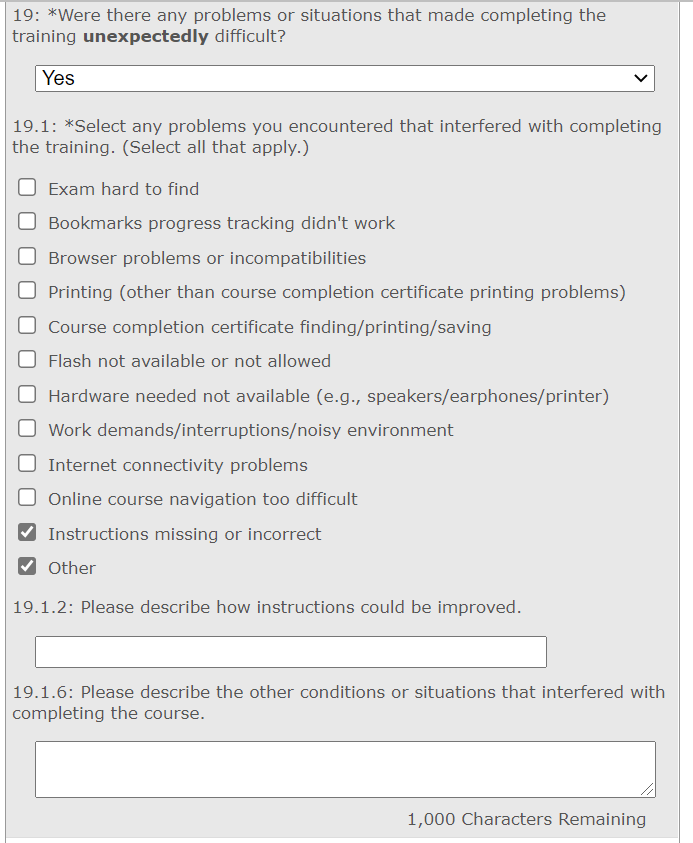 19: *Were there any problems or situations that made completing the
training unexpectedly difficult?
Yes
19.1: *Select any problems you encountered that interfered with completing
the training. (Select all that apply.)
Exam hard to find
Bookmarks progress tracking didn't work
Browser problems or incompatibilities
Printing (other than course completion certificate printing problems)
Course completion certificate finding/printing/saving
Flash not available or not allowed
Hardware needed not available (e.g., speakers/earphones/printer)
Work demands/interruptions/noisy environment
Internet connectivity problems
Online course navigation too difficult
Instructions missing or incorrect
Other
19.1.2: Please describe how instructions could be improved.
19.1.6: Please describe the other conditions or situations that interfered with
completing the course.
1,000 Characters Remaining